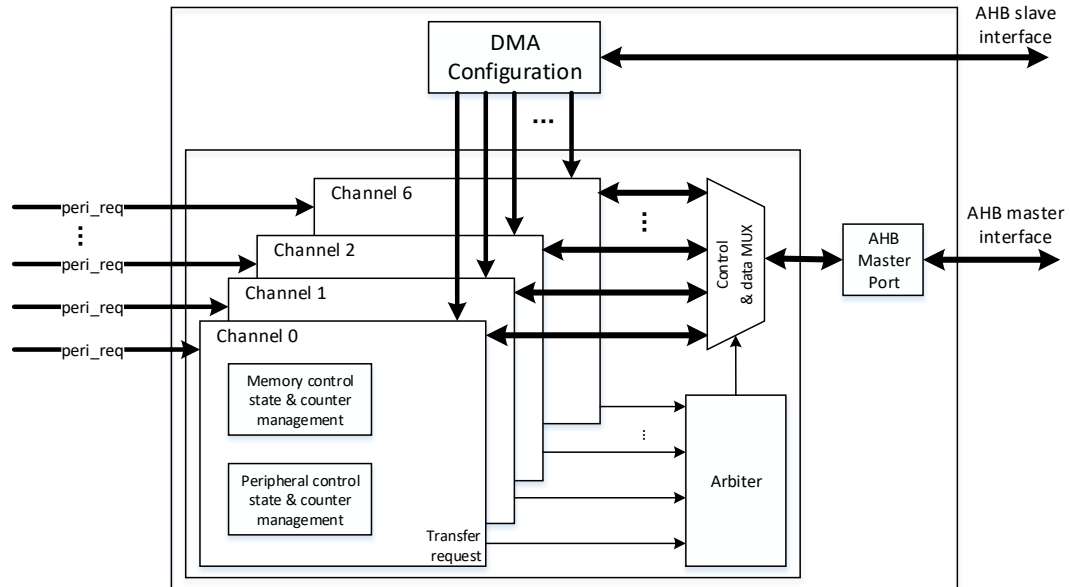 AHB slave
interface
DMA
Configuration
...
Channel 6
peri_req
...
...
AHB master
interface
Channel 2
AHB
Master
Port
Control
& data MUX
peri_req
Channel 1
peri_req
Channel 0
peri_req
Memory control
state & counter
management
...
Peripheral control
state & counter
management
Arbiter
Transfer
request